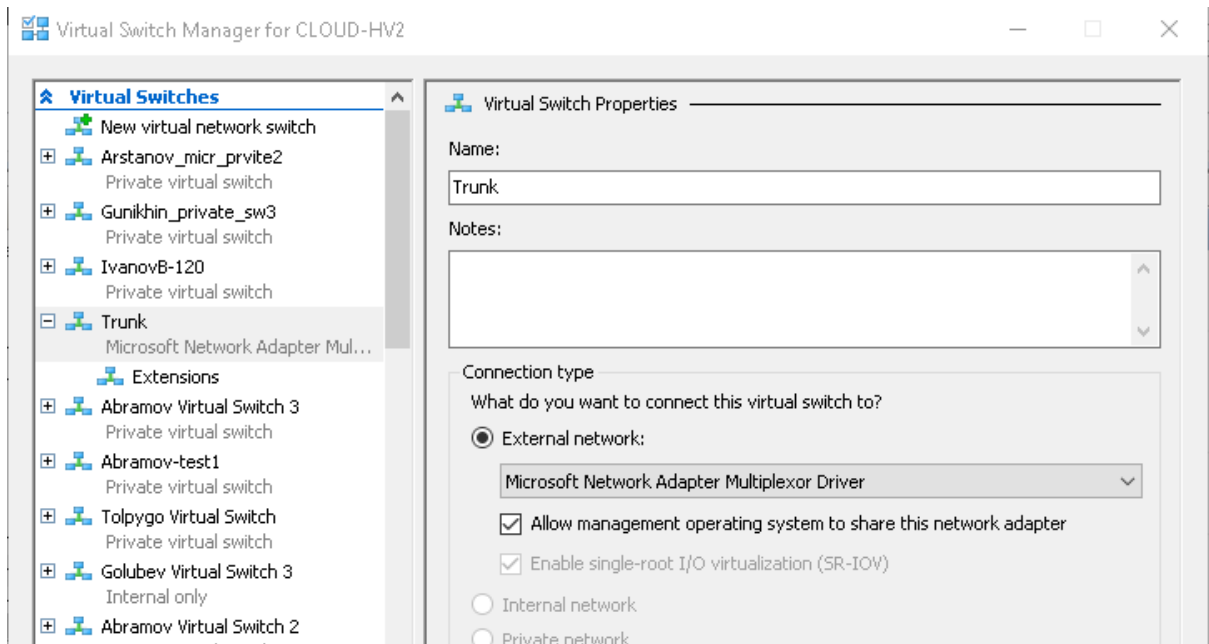 Virtual Switch Manager for CLOUD-HV2
Virtual Switches
New virtual network switch
Arstanov_micr_prvite2
Private virtual switch
Gunikhin_private_sw3
Private virtual switch
IvanovB-120
Private virtual switch
Trunk
Microsoft Network Adapter Mul...
Extensions
Abramov Virtual Switch 3
Private virtual switch
Abramov-test1
Private virtual switch
Tolpygo Virtual Switch
Private virtual switch
Golubev Virtual Switch 3
Internal only
Abramov Virtual Switch 2
Virtual Switch Properties
Name:
Trunk
Notes:
Connection type
What do you want to connect this virtual switch to?
External network:
Microsoft Network Adapter Multiplexor Driver
Allow management operating system to share this network adapter
Enable single-root I/O virtualization (SR-IOV)
Internal network
Private network